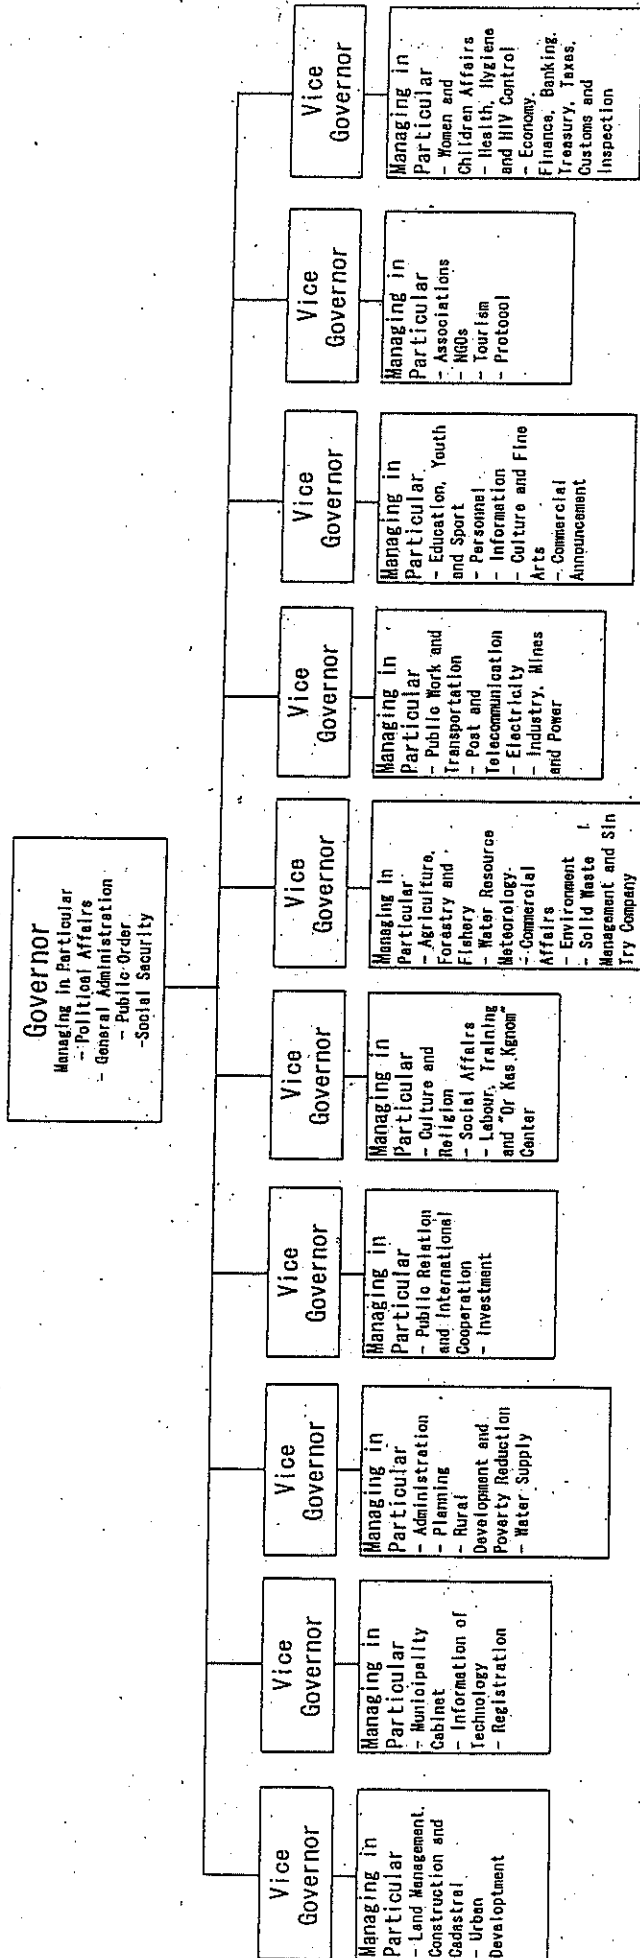 Governor
Managing in Particular
- Political Affairs
- General Administration
- Public Order
-Social Security
Vice
Governor
Managing in
Particular
- Land Management,
Construction and
Cadastral
- Urban
Developtment
Vice
Governor
Managing in
Particular
- Municipality
Cabinet
- Information of
Technology
- Registration
Vice
Governor
Managing in
Particular
- Administration
- Planning
- Rural
Development and
Poverty Reduction
- Water Supply
Vice
Governor
Managing in
Particular
- Public Relation
and International
Cooperation
- Investment
Vice
Governor
Managing in
Particular
- Culture and
Religion
- Social Affairs
- Labour, Training
and "Or Kas Kgnom"
Center
Vice
Governor
Managing in
Particular
- Agriculture,
Forestry and
Fishery
- Water Resource
Meteorology
- Commercial
Affairs
- Environment
- Solid Waste
Management and Sin
Try Company
Vice
Governor
Managing in
Particular
- Public Work and
Transportation
- Post and
Telecommunication
- Electricity
- Industry, Mines
and Power
Vice
Governor
Managing in
Particular
- Education, Youth
and Sport
- Personnel
- Information
- Culture and Fine
Arts
- Commercial
Announcement
Vice
Governor
Managing in
Particular
- Associations
- NGOs
- Tourism
- Protocol
Vice
Governor
Managing in
Particular
- Women and
Children Affairs
- Health, Hygiene
and HIV Control
- Economy,
Finance, Banking,
Treasury, Taxes,
Customs and
Inspection